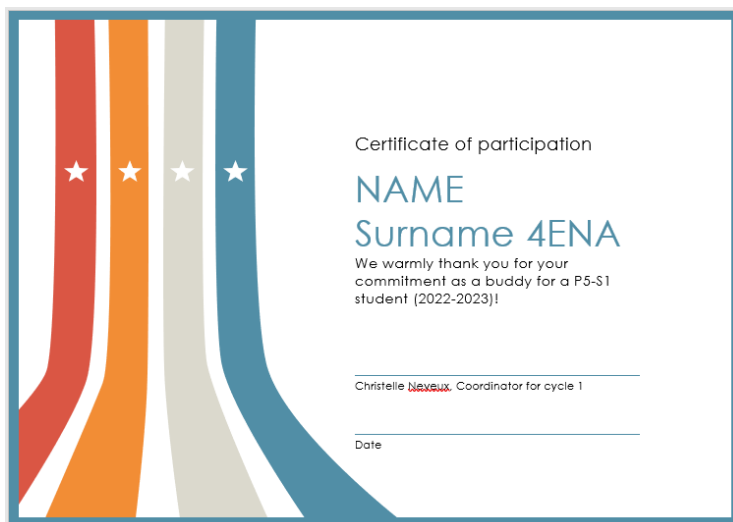 Certificate of participation
NAME
Surname 4ENA
We warmly thank you for your
commitment as a buddy for a P5-S1
student (2022-2023)!
Christelle Neveux, Coordinator for cycle 1
Date